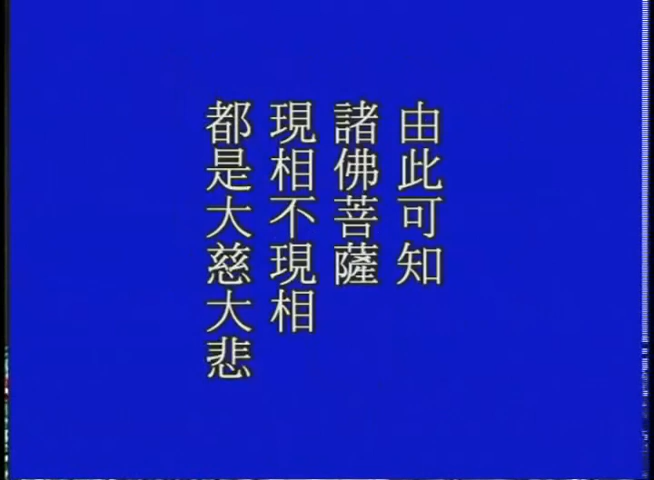 由此可知
諸佛菩薩
現相不現相
都是大慈大悲